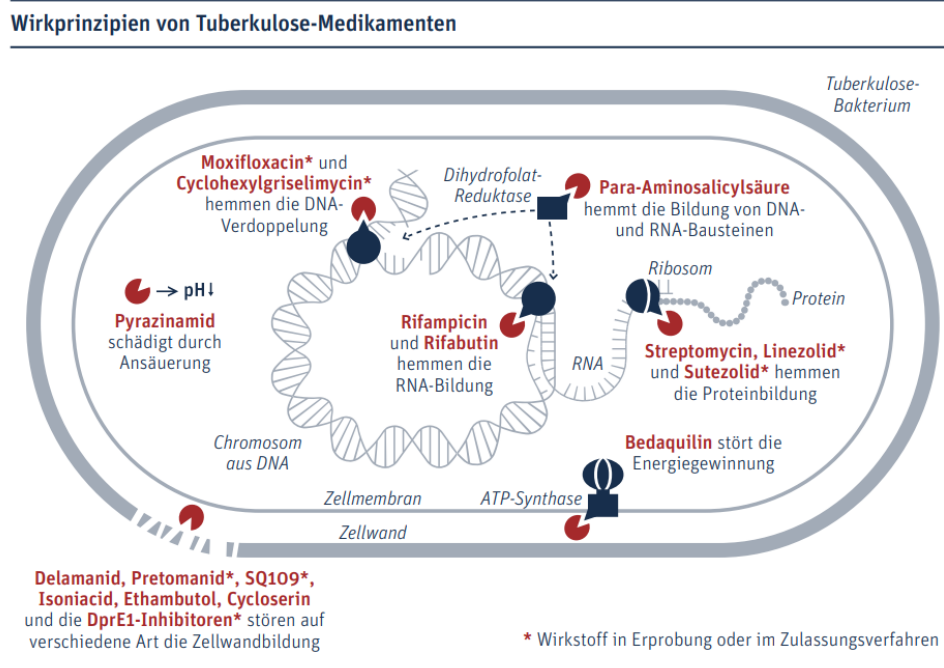 Wirkprinzipien von Tuberkulose-Medikamenten
Tuberkulose-
Bakterium
Moxifloxacin* und
Cyclohexylgriselimycin*
hemmen die DNA-
Verdoppelung
Dihydrofolat-
Reduktase
Para-Aminosalicylsäure
hemmt die Bildung von DNA-
und RNA-Bausteinen
→ pH↓
Pyrazinamid
schädigt durch
Ansäuerung
Rifampicin
und Rifabutin
hemmen die
RNA-Bildung
RNA
Ribosom
Protein
Streptomycin, Linezolid*
und Sutezolid* hemmen
die Proteinbildung
Chromosom
aus DNA
Bedaquilin stört die
Energiegewinnung
Zellmembran
ATP-Synthase
Zellwand
Delamanid, Pretomanid*, SQ109*,
Isoniacid, Ethambutol, Cycloserin
und die DprE1-Inhibitoren* stören auf
verschiedene Art die Zellwandbildung
* Wirkstoff in Erprobung oder im Zulassungsverfahren